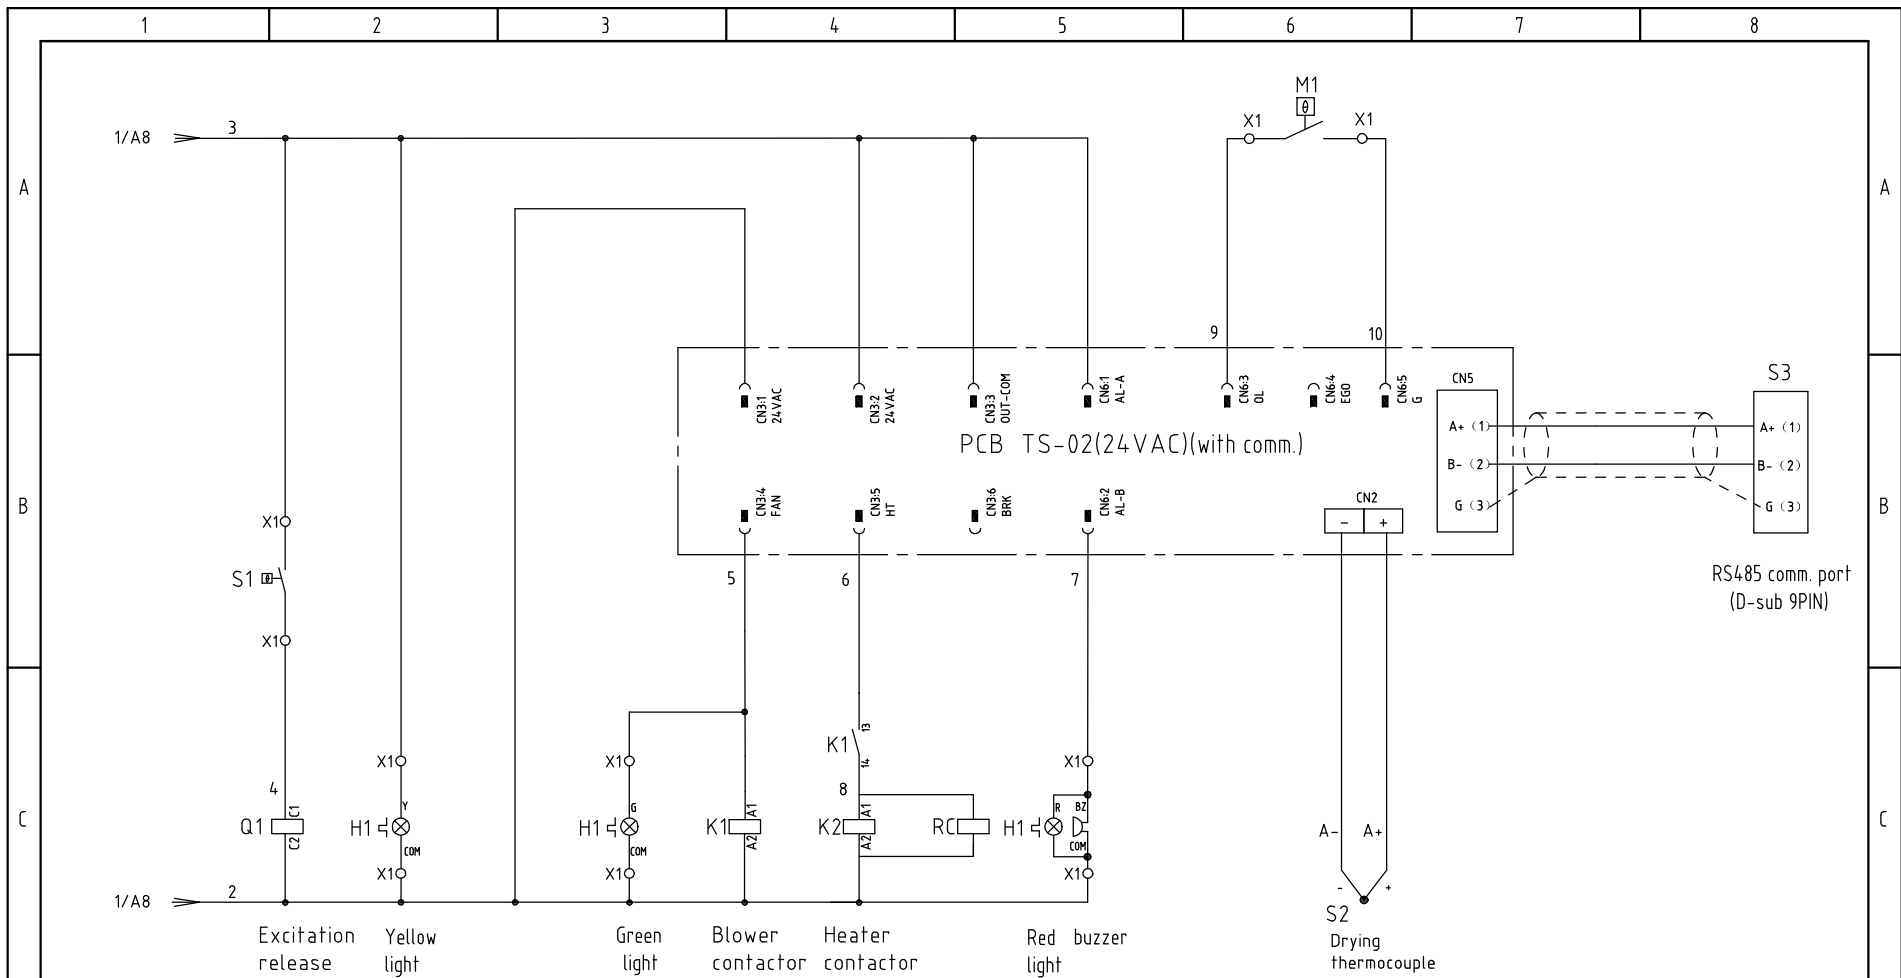 1 2 3 4 5 6 7 8
M1
θ
X1 X1
1/A8 3
A A
9 10
CN3:1
24VAC
CN3:2
24VAC
CN3:3
OUT-COM
CN6:1
AL-A
CN6:3
OL
CN6:4
EGO
CN6:5
G
CN5
S3
A+ (1) A+ (1)
PCB TS-02(24VAC)(with comm.)
B- (2) B- (2)
G (3) G (3)
CN3:4
FAN
CN3:5
HT
CN3:6
BRK
CN6:2
AL-B
CN2
- +
B B
X1
S1 θ
X1
5 6 7
RS485 comm. port
(D-sub 9PIN)
K1 13
14
X1 X1 X1
4 8
C C
Q1 C1
C2
H1 Y
COM
H1 G
COM
K1 A1
A2
K2 A1
A2
RC
H1 R BZ
COM
A- A+
X1 X1 X1
- +
1/A8 2
S2
Excitation
release
Yellow
light
Green
light
Blower
contactor
Heater
contactor
Red buzzer
light
Drying
thermocouple